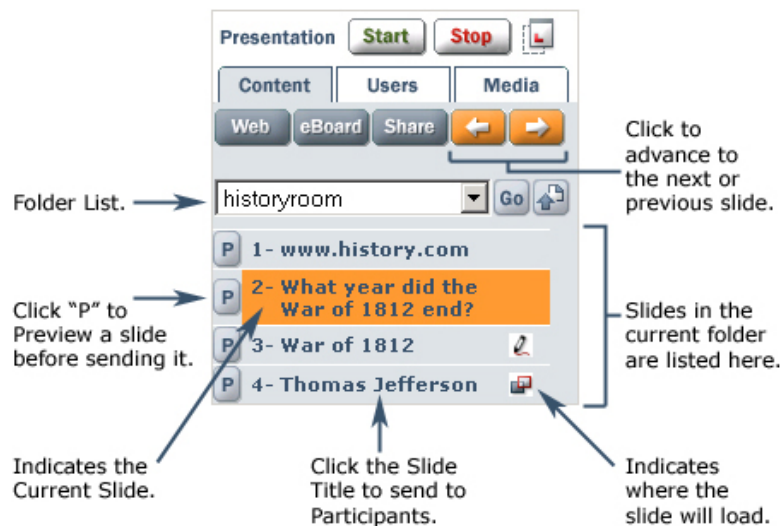 Presentation Start Stop
Content Users Media
Web eBoard Share
Click to
advance to
the next or
previous slide.
Folder List.
historyroom Go
P 1- www.history.com
P 2- What year did the
War of 1812 end?
P 3- War of 1812
P 4- Thomas Jefferson
Click “P” to
Preview a slide
before sending it.
Slides in the
current folder
are listed here.
Indicates the
Current Slide.
Click the Slide
Title to send to
Participants.
Indicates
where the
slide will load.